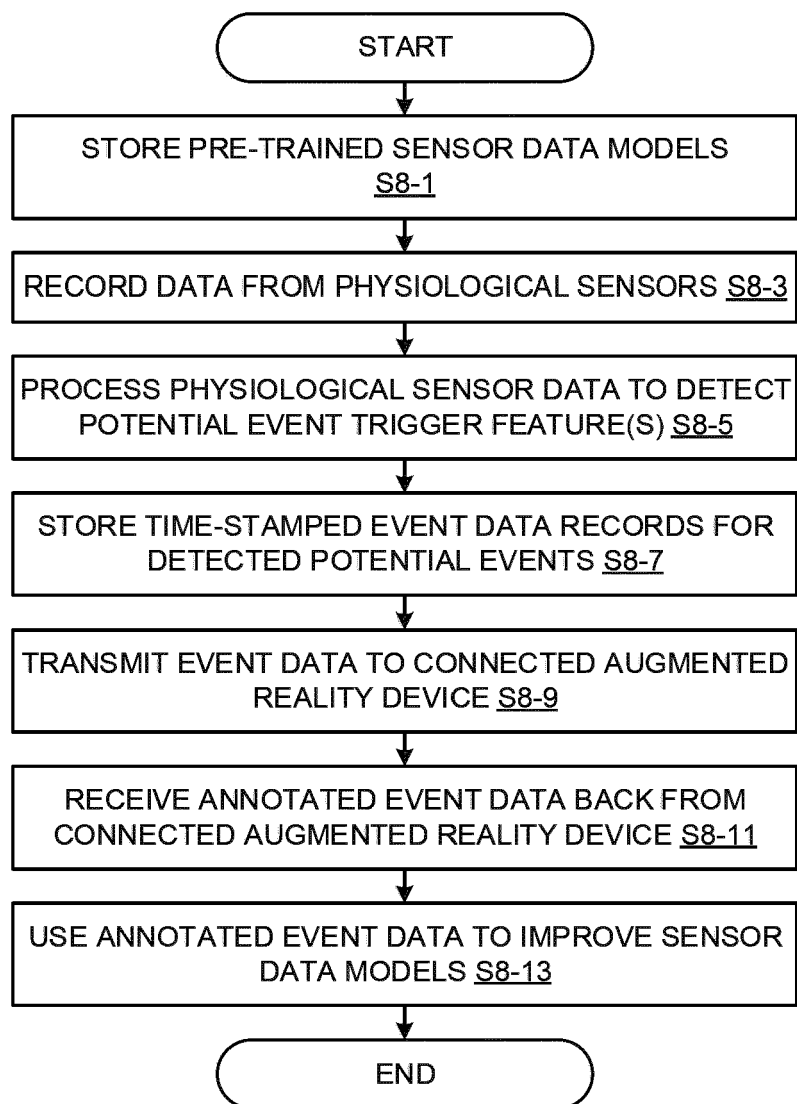 START
STORE PRE-TRAINED SENSOR DATA MODELS
S8-1
RECORD DATA FROM PHYSIOLOGICAL SENSORS S8-3
PROCESS PHYSIOLOGICAL SENSOR DATA TO DETECT
POTENTIAL EVENT TRIGGER FEATURE(S) S8-5
STORE TIME-STAMPED EVENT DATA RECORDS FOR
DETECTED POTENTIAL EVENTS S8-7
TRANSMIT EVENT DATA TO CONNECTED AUGMENTED
REALITY DEVICE S8-9
RECEIVE ANNOTATED EVENT DATA BACK FROM
CONNECTED AUGMENTED REALITY DEVICE S8-11
USE ANNOTATED EVENT DATA TO IMPROVE SENSOR
DATA MODELS S8-13
END